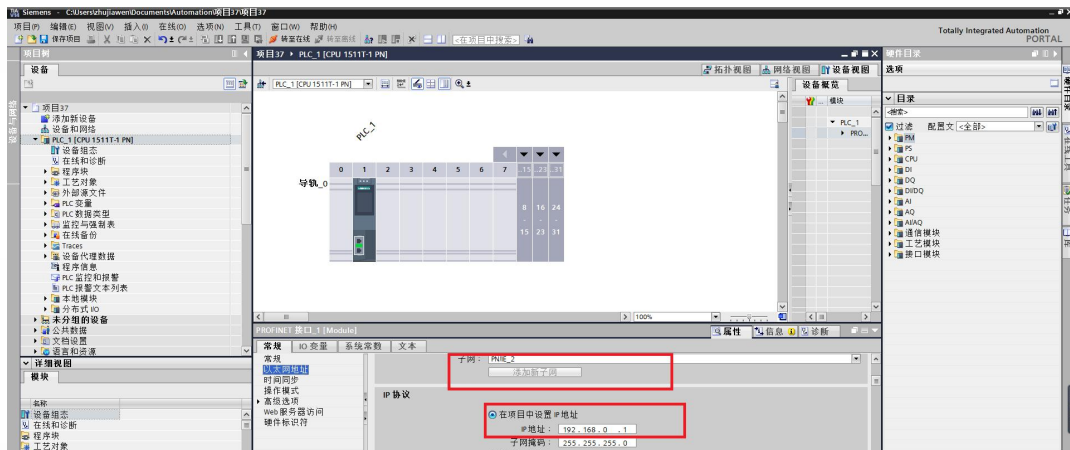 Siemens - C:\Users\zhujiawen\Documents\Automation\项目37\项目37
项目(P) 编辑(E) 视图(V) 插入(I) 在线(O) 选项(N) 工具(T) 窗口(W) 帮助(H)
Totally Integrated Automation
PORTAL
保存项目 转至在线 转至离线 <在项目中搜索>
项目树
项目37 ▸ PLC_1 [CPU 1511T-1 PN]
硬件目录
设备
拓扑视图 网络视图 设备视图
选项
PLC_1 [CPU 1511T-1 PN]
设备概览
模块
PLC_1
PRO...
目录
<搜索>
过滤 配置文 <全部>
PM
PS
CPU
DI
DQ
DI/DQ
AI
AQ
AI/AQ
通信模块
工艺模块
接口模块
项目37
添加新设备
设备和网络
PLC_1 [CPU 1511T-1 PN]
设备组态
在线和诊断
程序块
工艺对象
外部源文件
PLC 变量
PLC 数据类型
监控与强制表
在线备份
Traces
设备代理数据
程序信息
PLC 监控和报警
PLC 报警文本列表
本地模块
分布式 I/O
未分组的设备
公共数据
文档设置
语言和资源
详细视图
模块
名称
设备组态
在线和诊断
程序块
工艺对象
PLC_1
0 1 2 3 4 5 6 7 ..15 ..23 ..31
导轨_0
8 16 24
15 23 31
100%
PROFINET 接口_1 [Module]
属性 信息 诊断
常规 IO 变量 系统常数 文本
常规
以太网地址
时间同步
操作模式
高级选项
Web 服务器访问
硬件标识符
子网: PN/IE_2
添加新子网
IP 协议
在项目中设置 IP 地址
IP 地址: 192 . 168 . 0 . 1
子网掩码: 255 . 255 . 255 . 0